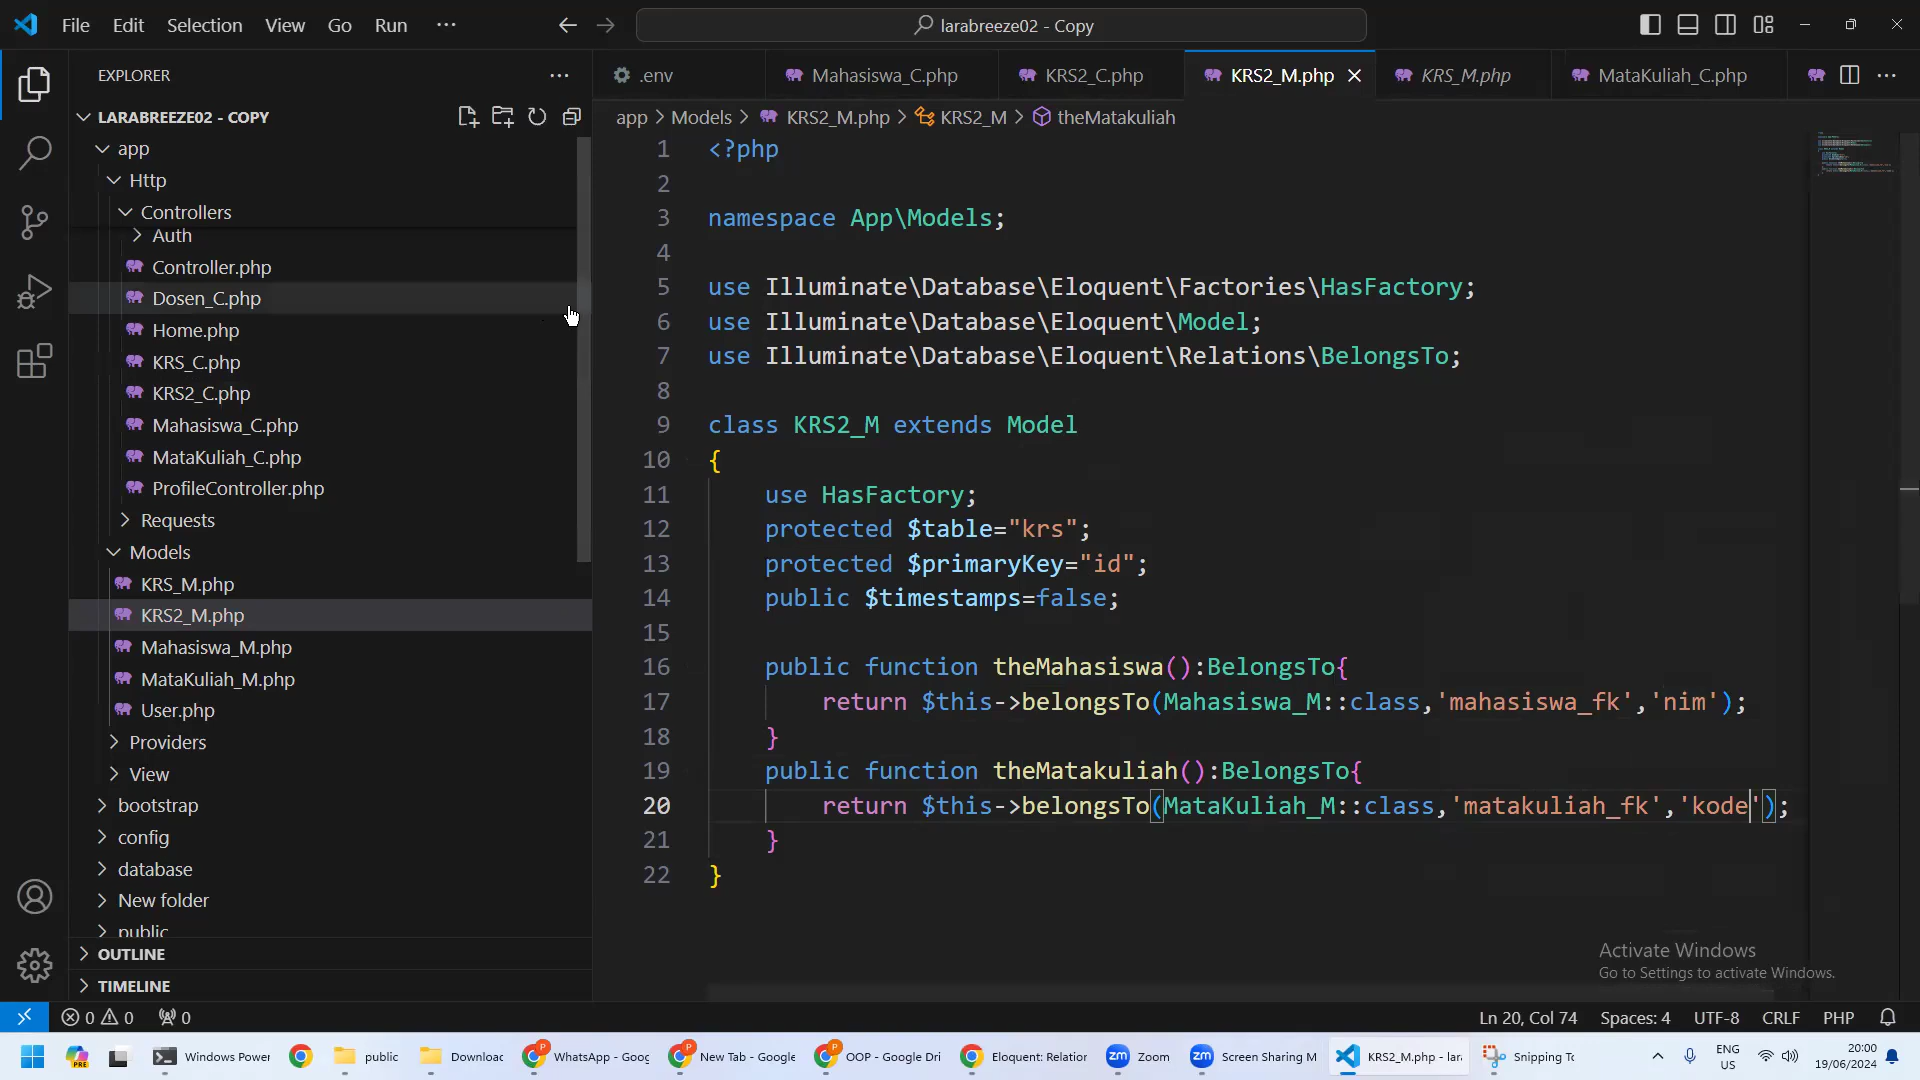 File Edit Selection View Go Run ··· larabreeze02 - Copy
EXPLORER ···
LARABREEZE02 - COPY
app
Http
Controllers
Auth
Controller.php
Dosen_C.php
Home.php
KRS_C.php
KRS2_C.php
Mahasiswa_C.php
MataKuliah_C.php
ProfileController.php
Requests
Models
KRS_M.php
KRS2_M.php
Mahasiswa_M.php
MataKuliah_M.php
User.php
Providers
View
bootstrap
config
database
New folder
public
OUTLINE
TIMELINE
.env Mahasiswa_C.php KRS2_C.php KRS2_M.php KRS_M.php MataKuliah_C.php ···
app > Models > KRS2_M.php > KRS2_M > theMatakuliah
1 <?php
2
3 namespace App\Models;
4
5 use Illuminate\Database\Eloquent\Factories\HasFactory;
6 use Illuminate\Database\Eloquent\Model;
7 use Illuminate\Database\Eloquent\Relations\BelongsTo;
8
9 class KRS2_M extends Model
10 {
11 use HasFactory;
12 protected $table="krs";
13 protected $primaryKey="id";
14 public $timestamps=false;
15
16 public function theMahasiswa():BelongsTo{
17 return $this->belongsTo(Mahasiswa_M::class,'mahasiswa_fk','nim');
18 }
19 public function theMatakuliah():BelongsTo{
20 return $this->belongsTo(MataKuliah_M::class,'matakuliah_fk','kode');
21 }
22 }
Activate Windows
Go to Settings to activate Windows.
0 0 0 Ln 20, Col 74 Spaces: 4 UTF-8 CRLF PHP
PRE Windows Power public Downloac P WhatsApp - Goog P New Tab - Google P OOP - Google Dri Eloquent: Relation zm Zoom zm Screen Sharing M KRS2_M.php - lar Snipping To ENG US 20:00 19/06/2024